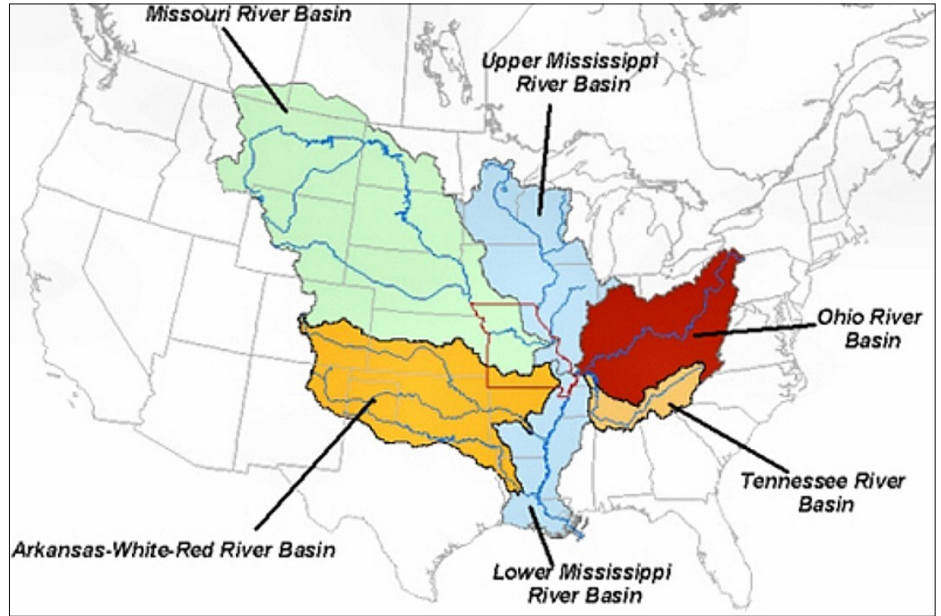 Missouri River Basin
Upper Mississippi
River Basin
Ohio River
Basin
Tennessee River
Basin
Arkansas-White-Red River Basin
Lower Mississippi
River Basin